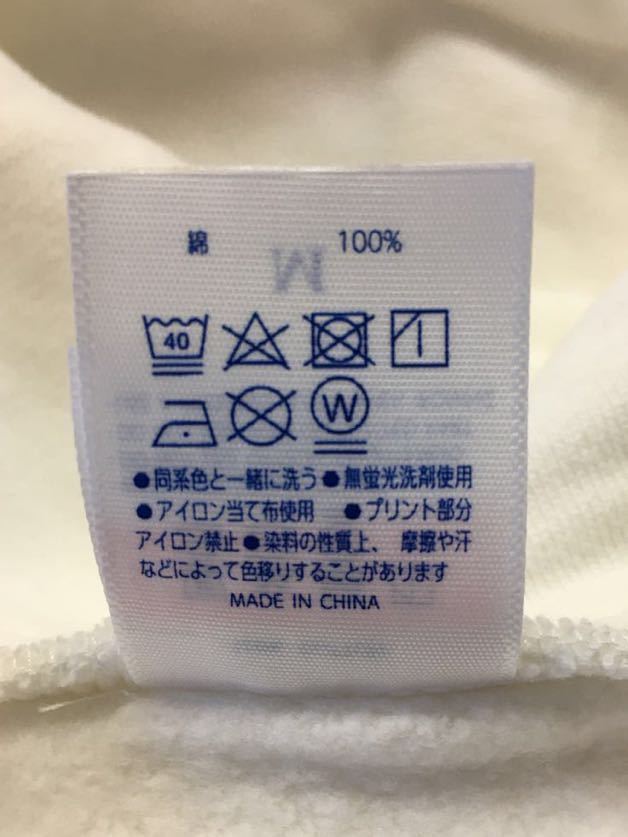 綿 100%
40
W
●同系色と一緒に洗う●無蛍光洗剤使用
●アイロン当て布使用 ●プリント部分
アイロン禁止●染料の性質上、摩擦や汗
などによって色移りすることがあります
MADE IN CHINA